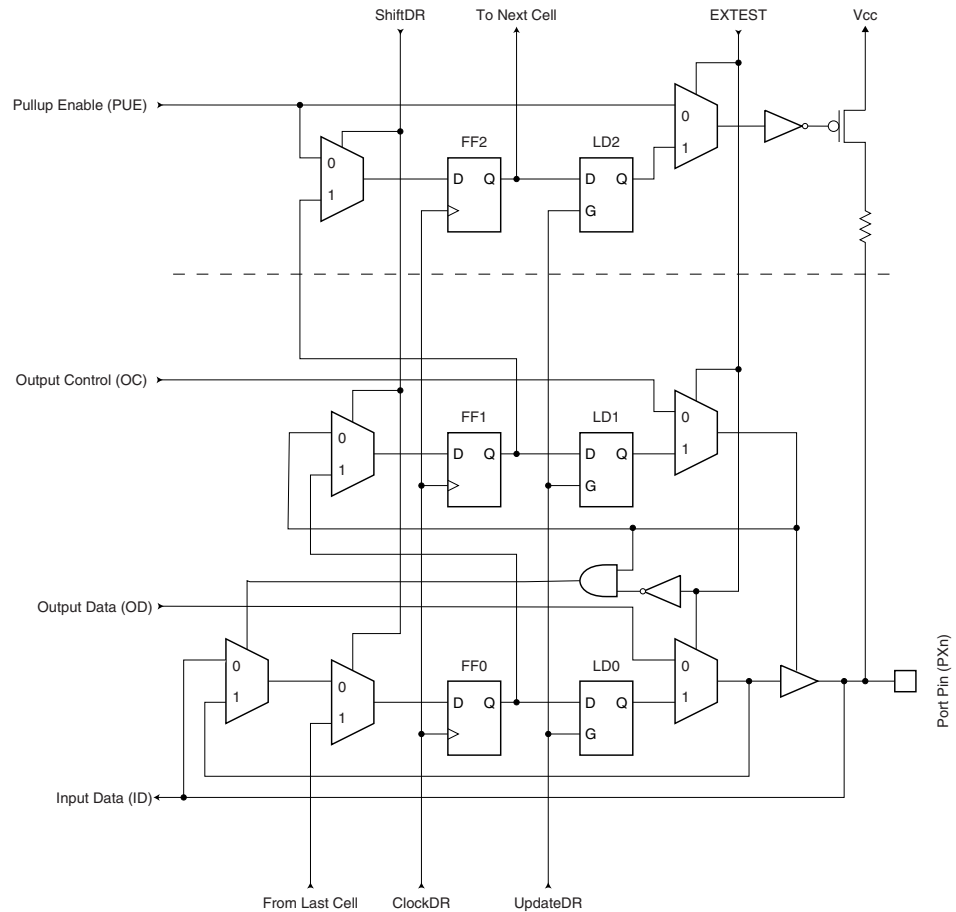 ShiftDR
To Next Cell
EXTEST
Vcc
Pullup Enable (PUE)
0
1
FF2
D Q
LD2
D Q
G
0
1
Output Control (OC)
0
1
FF1
D Q
LD1
D Q
G
0
1
Output Data (OD)
0
1
0
1
FF0
D Q
LD0
D Q
G
0
1
Port Pin (PXn)
Input Data (ID)
From Last Cell
ClockDR
UpdateDR